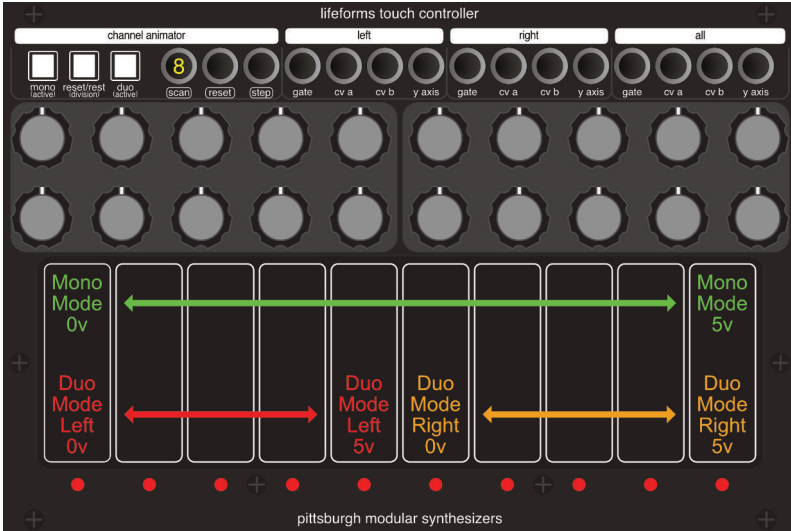 lifeforms touch controller
channel animator left right all
8
mono reset/rest duo scan reset step gate cv a cv b y axis gate cv a cv b y axis gate cv a cv b y axis
(active) (division) (active)
Mono Mono
Mode Mode
0v 5v
Duo Duo Duo Duo
Mode Mode Mode Mode
Left Left Right Right
0v 5v 0v 5v
pittsburgh modular synthesizers